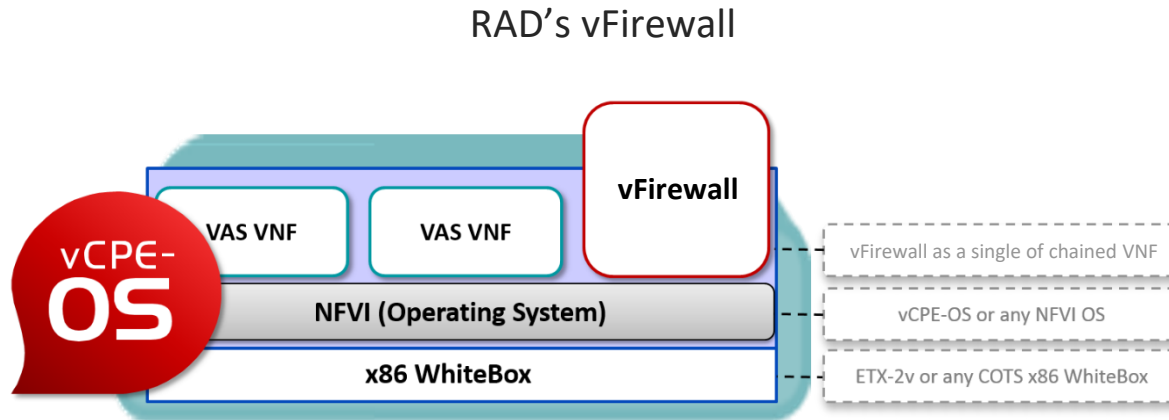 RAD’s vFirewall
vFirewall
VAS VNF
VAS VNF
vCPE-
OS
vFirewall as a single of chained VNF
NFVI (Operating System)
vCPE-OS or any NFVI OS
x86 WhiteBox
ETX-2v or any COTS x86 WhiteBox